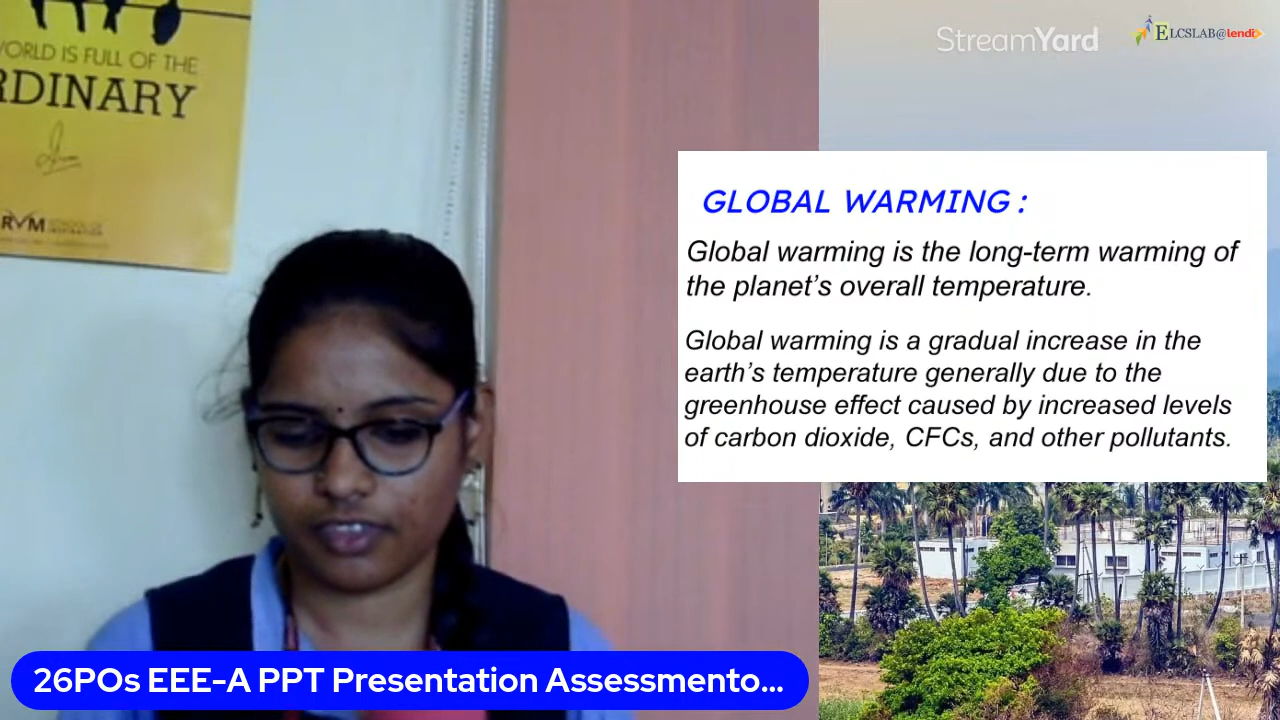 WORLD IS FULL OF THE
RDINARY
StreamYard
ELCSLAB@lendi
GLOBAL WARMING :
Global warming is the long-term warming of
the planet’s overall temperature.
Global warming is a gradual increase in the
earth’s temperature generally due to the
greenhouse effect caused by increased levels
of carbon dioxide, CFCs, and other pollutants.
26POs EEE-A PPT Presentation Assessmento...